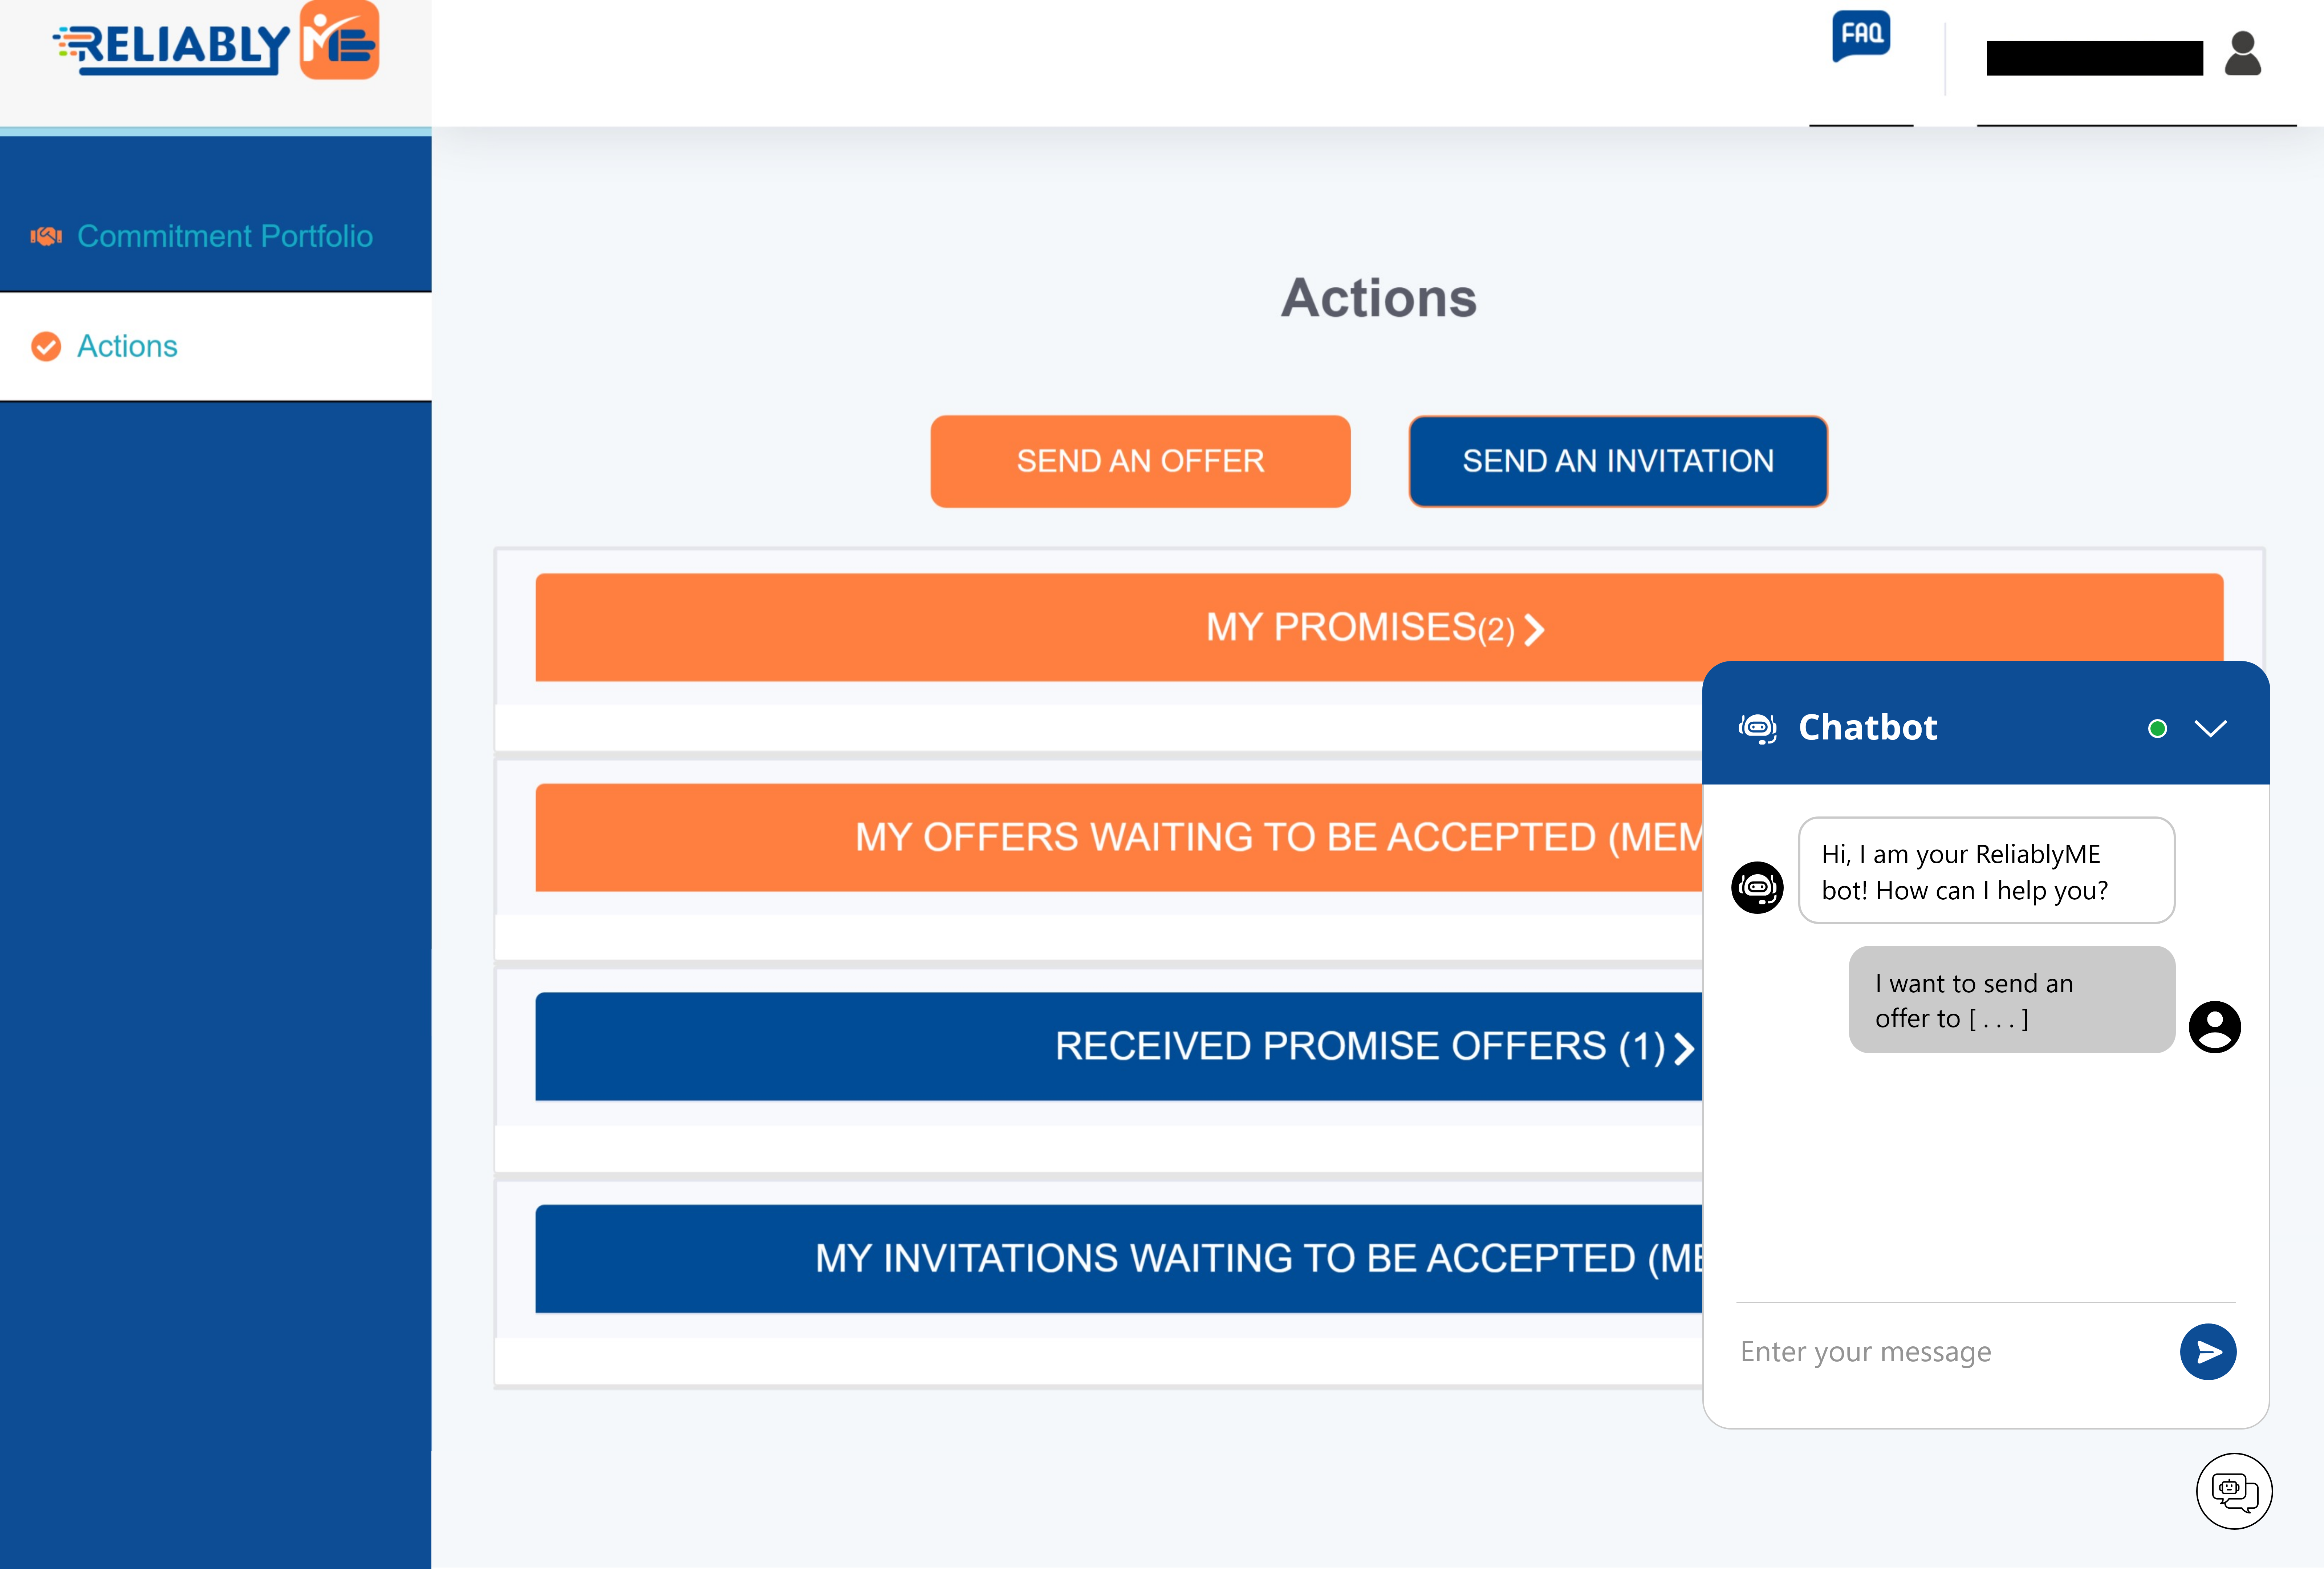 RELIABLY ME
FAQ
Commitment Portfolio
Actions
Actions
SEND AN OFFER
SEND AN INVITATION
MY PROMISES(2)
MY OFFERS WAITING TO BE ACCEPTED (MEM
RECEIVED PROMISE OFFERS (1)
MY INVITATIONS WAITING TO BE ACCEPTED (ME
Chatbot
Hi, I am your ReliablyME
bot! How can I help you?
I want to send an
offer to [ . . . ]
Enter your message